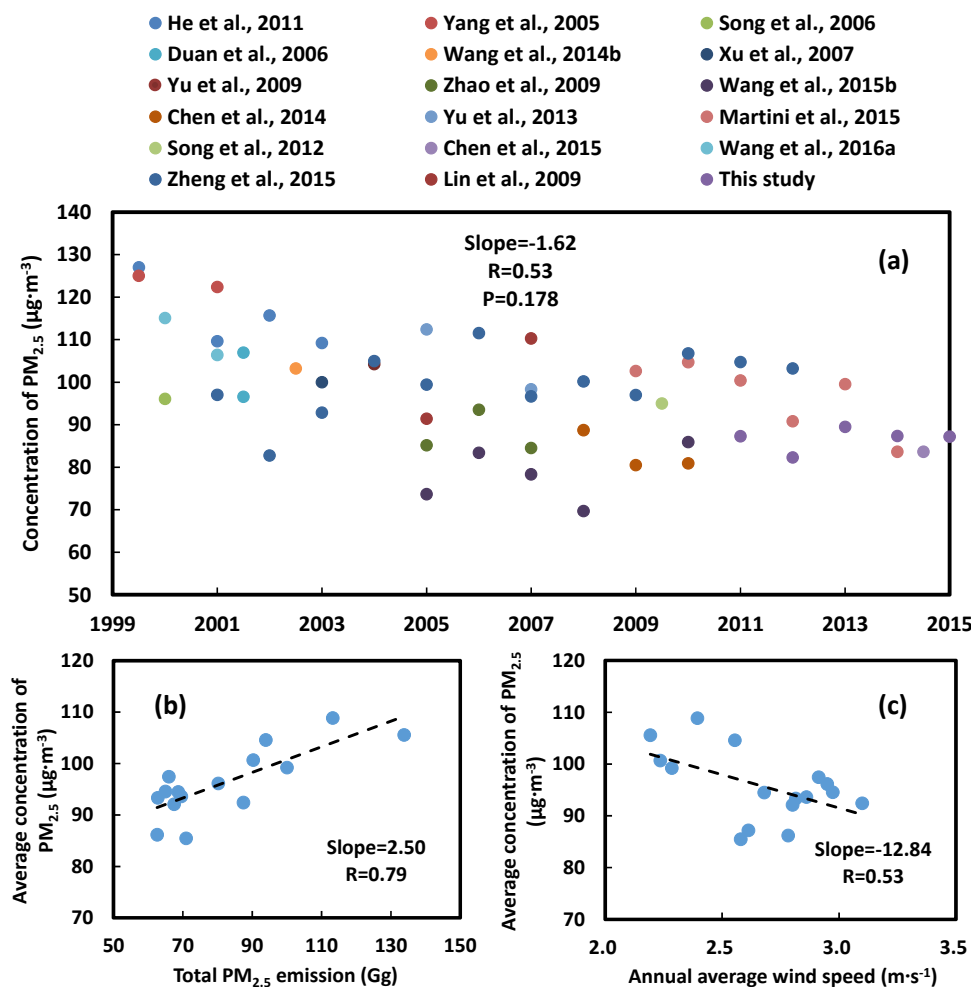 He et al., 2011 Yang et al., 2005 Song et al., 2006
Duan et al., 2006 Wang et al., 2014b Xu et al., 2007
Yu et al., 2009 Zhao et al., 2009 Wang et al., 2015b
Chen et al., 2014 Yu et al., 2013 Martini et al., 2015
Song et al., 2012 Chen et al., 2015 Wang et al., 2016a
Zheng et al., 2015 Lin et al., 2009 This study
Concentration of PM2.5 (µg·m-3)
140
130
120
110
100
90
80
70
60
50
Slope=-1.62
R=0.53
P=0.178
(a)
1999 2001 2003 2005 2007 2009 2011 2013 2015
Average concentration of
PM2.5 (µg·m-3)
120
110
100
90
80
70
(b)
Slope=2.50
R=0.79
50 70 90 110 130 150
Total PM2.5 emission (Gg)
Average concentration of PM2.5
(µg·m-3)
120
110
100
90
80
70
(c)
Slope=-12.84
R=0.53
2.0 2.5 3.0 3.5
Annual average wind speed (m·s-1)